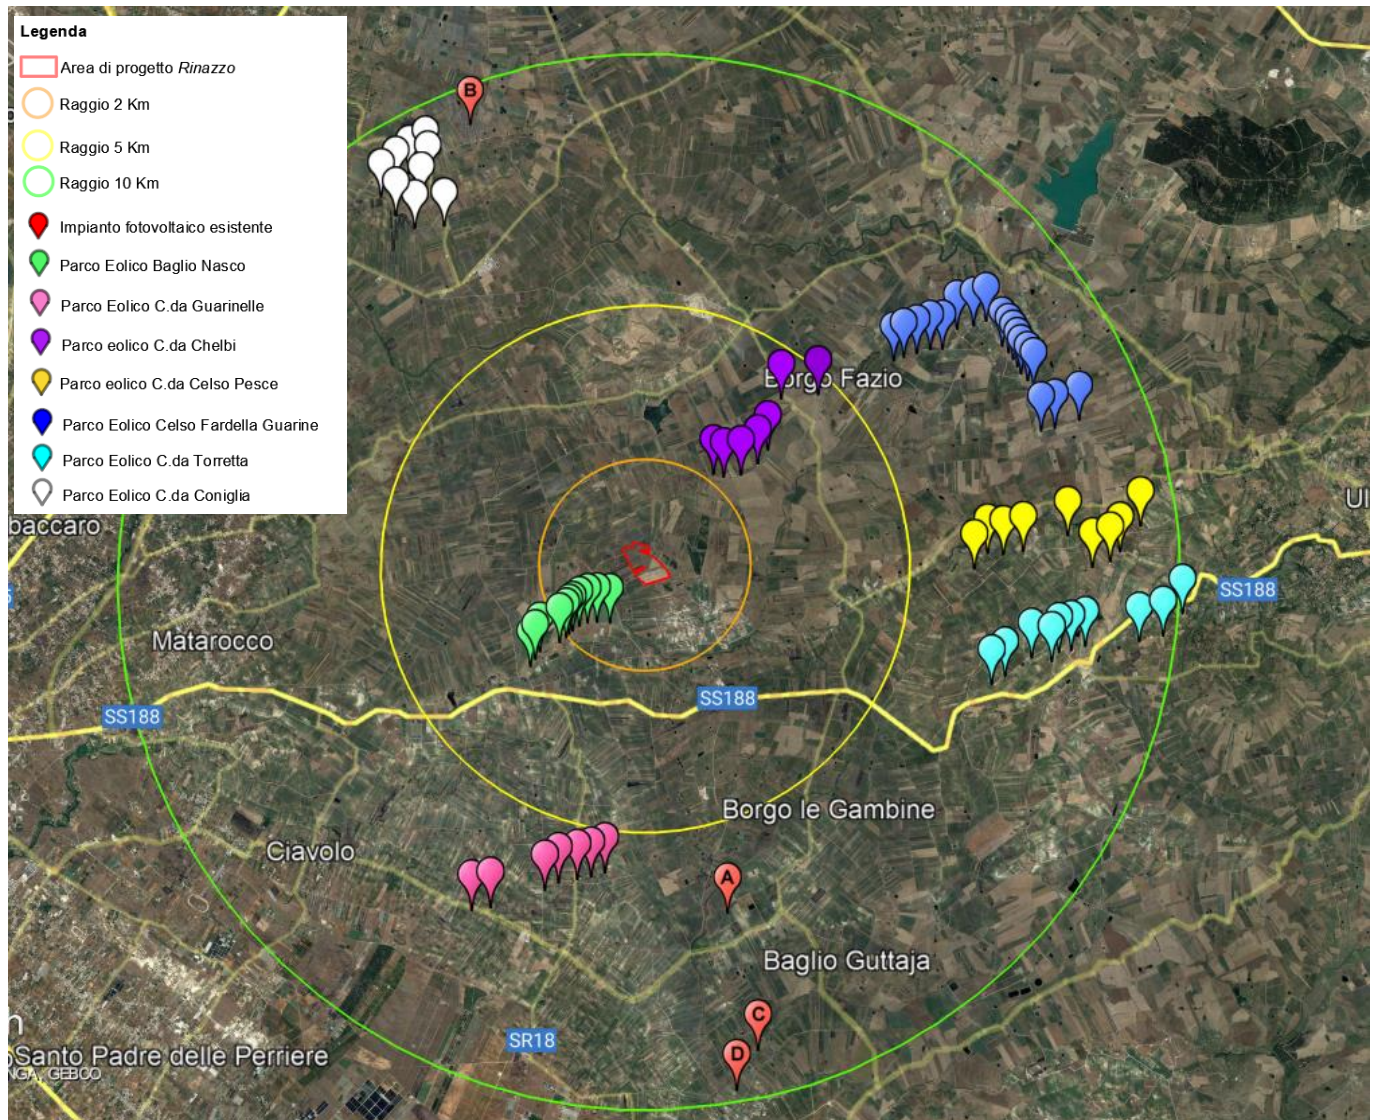 Legenda
Area di progetto Rinazzo
Raggio 2 Km
Raggio 5 Km
Raggio 10 Km
Impianto fotovoltaico esistente
Parco Eolico Baglio Nasco
Parco Eolico C.da Guarinelle
Parco eolico C.da Chelbi
Parco eolico C.da Celso Pesce
Parco Eolico Celso Fardella Guarine
Parco Eolico C.da Torretta
Parco Eolico C.da Coniglia
B
Borgo Fazio
Ul
baccaro
SS188
Matarocco
SS188
SS188
Borgo le Gambine
Ciavolo
A
Baglio Guttaja
C
SR18
D
Santo Padre delle Perriere
GEBCO